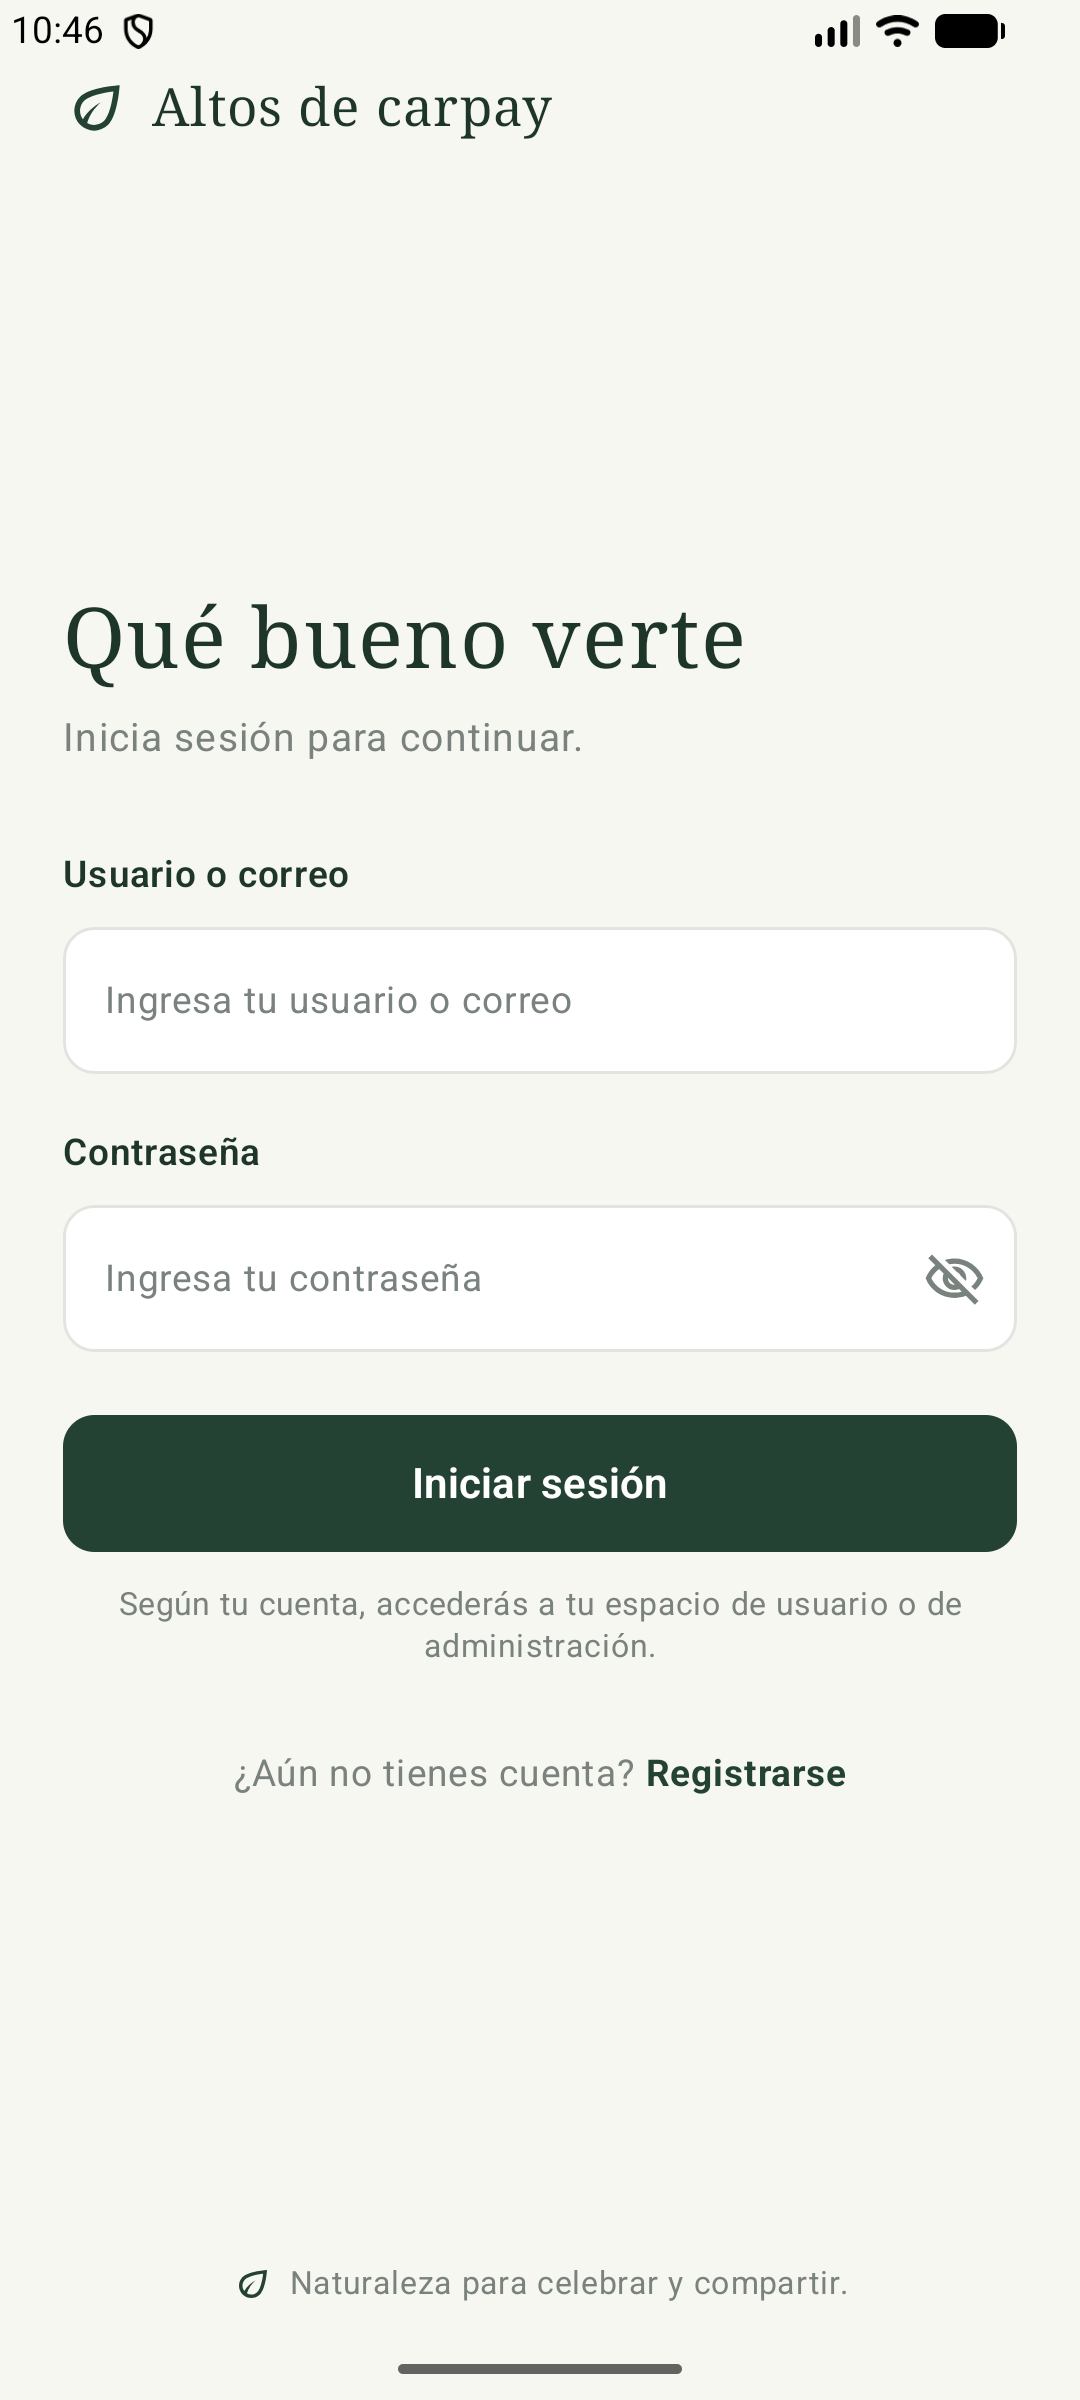 10:46
Altos de carpay
Qué bueno verte
Inicia sesión para continuar.
Usuario o correo
Ingresa tu usuario o correo
Contraseña
Ingresa tu contraseña
Iniciar sesión
Según tu cuenta, accederás a tu espacio de usuario o de
administración.
¿Aún no tienes cuenta? Registrarse
Naturaleza para celebrar y compartir.